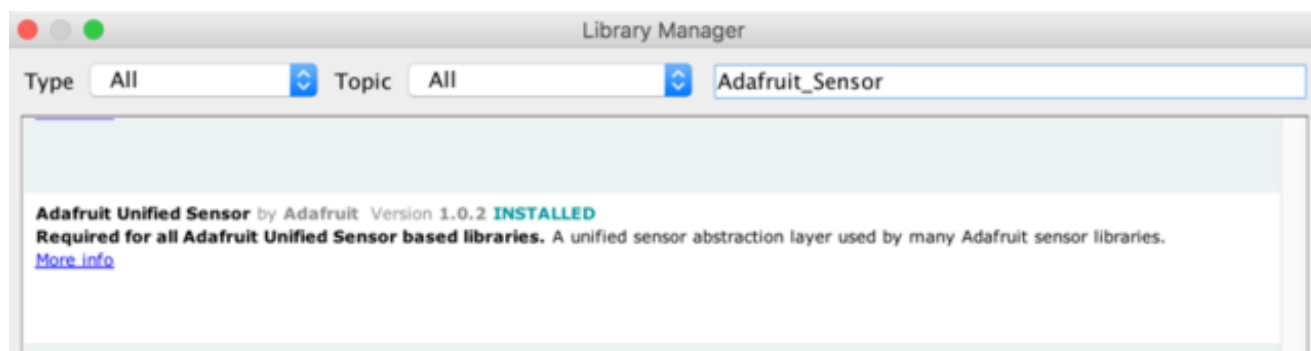 Library Manager
Type All Topic All Adafruit_Sensor
Adafruit Unified Sensor by Adafruit Version 1.0.2 INSTALLED
Required for all Adafruit Unified Sensor based libraries. A unified sensor abstraction layer used by many Adafruit sensor libraries.
More info